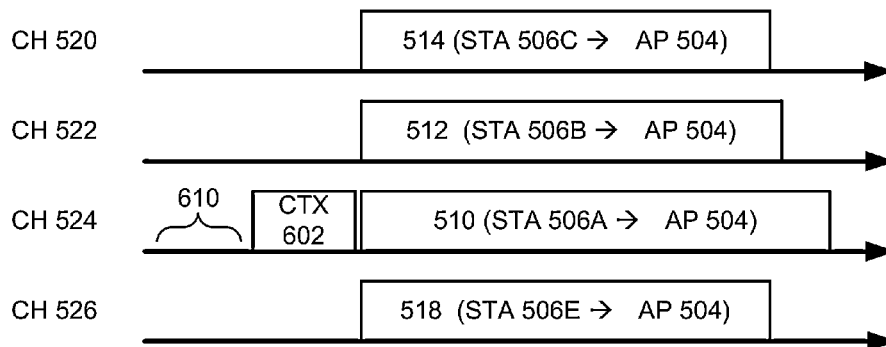 CH 520
514 (STA 506C → AP 504)
CH 522
512 (STA 506B → AP 504)
CH 524
610
CTX
602
510 (STA 506A → AP 504)
CH 526
518 (STA 506E → AP 504)